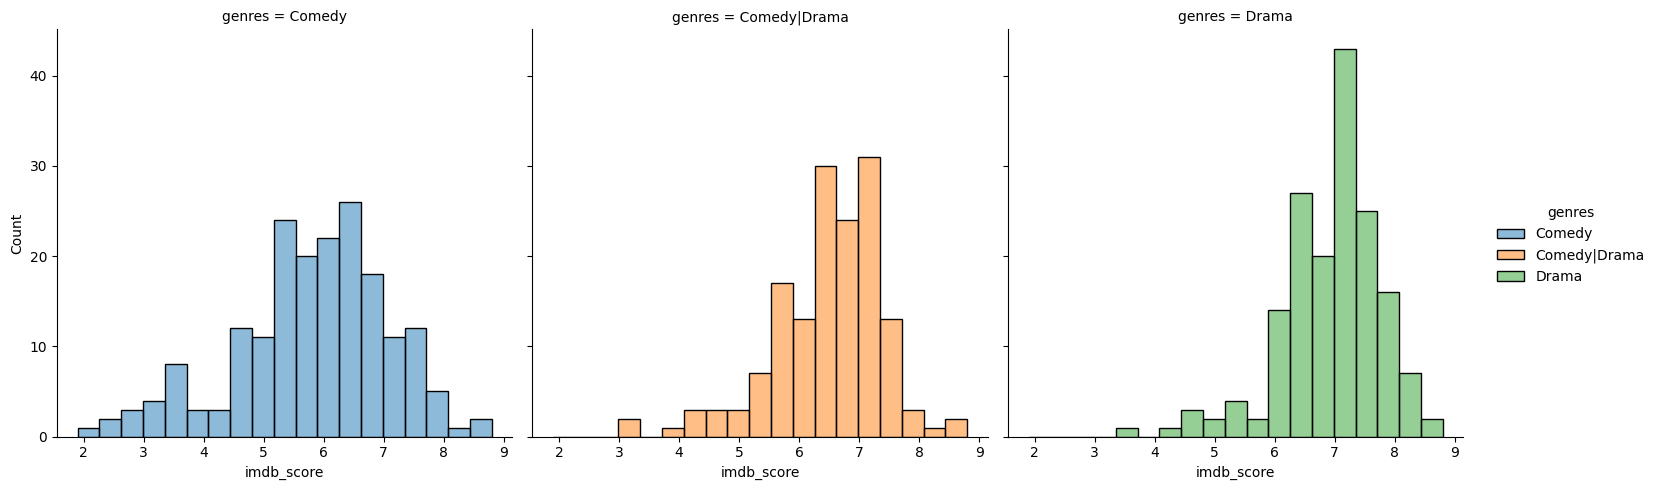 genres = Comedy
genres = Comedy|Drama
genres = Drama
40
30
20
10
0
Count
2 3 4 5 6 7 8 9
2 3 4 5 6 7 8 9
2 3 4 5 6 7 8 9
imdb_score
imdb_score
imdb_score
genres
Comedy
Comedy|Drama
Drama